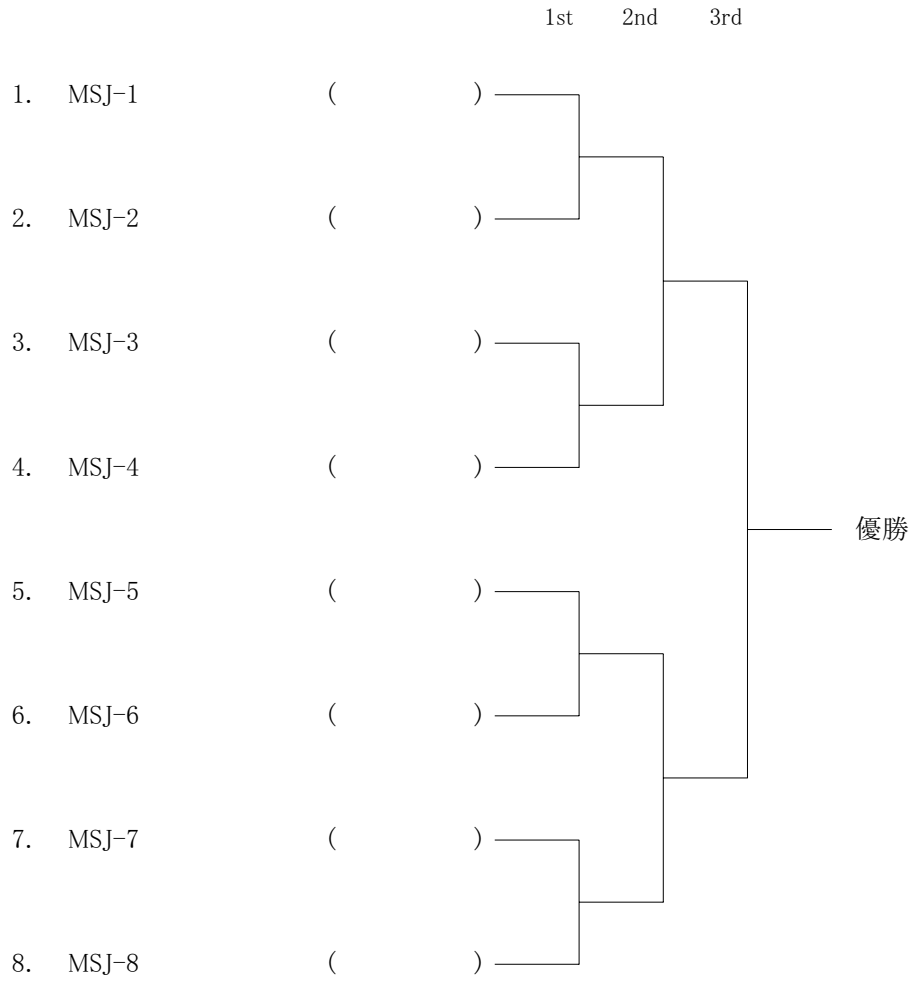 1st 2nd 3rd
1. MSJ-1 ( )
2. MSJ-2 ( )
3. MSJ-3 ( )
4. MSJ-4 ( )
優勝
5. MSJ-5 ( )
6. MSJ-6 ( )
7. MSJ-7 ( )
8. MSJ-8 ( )